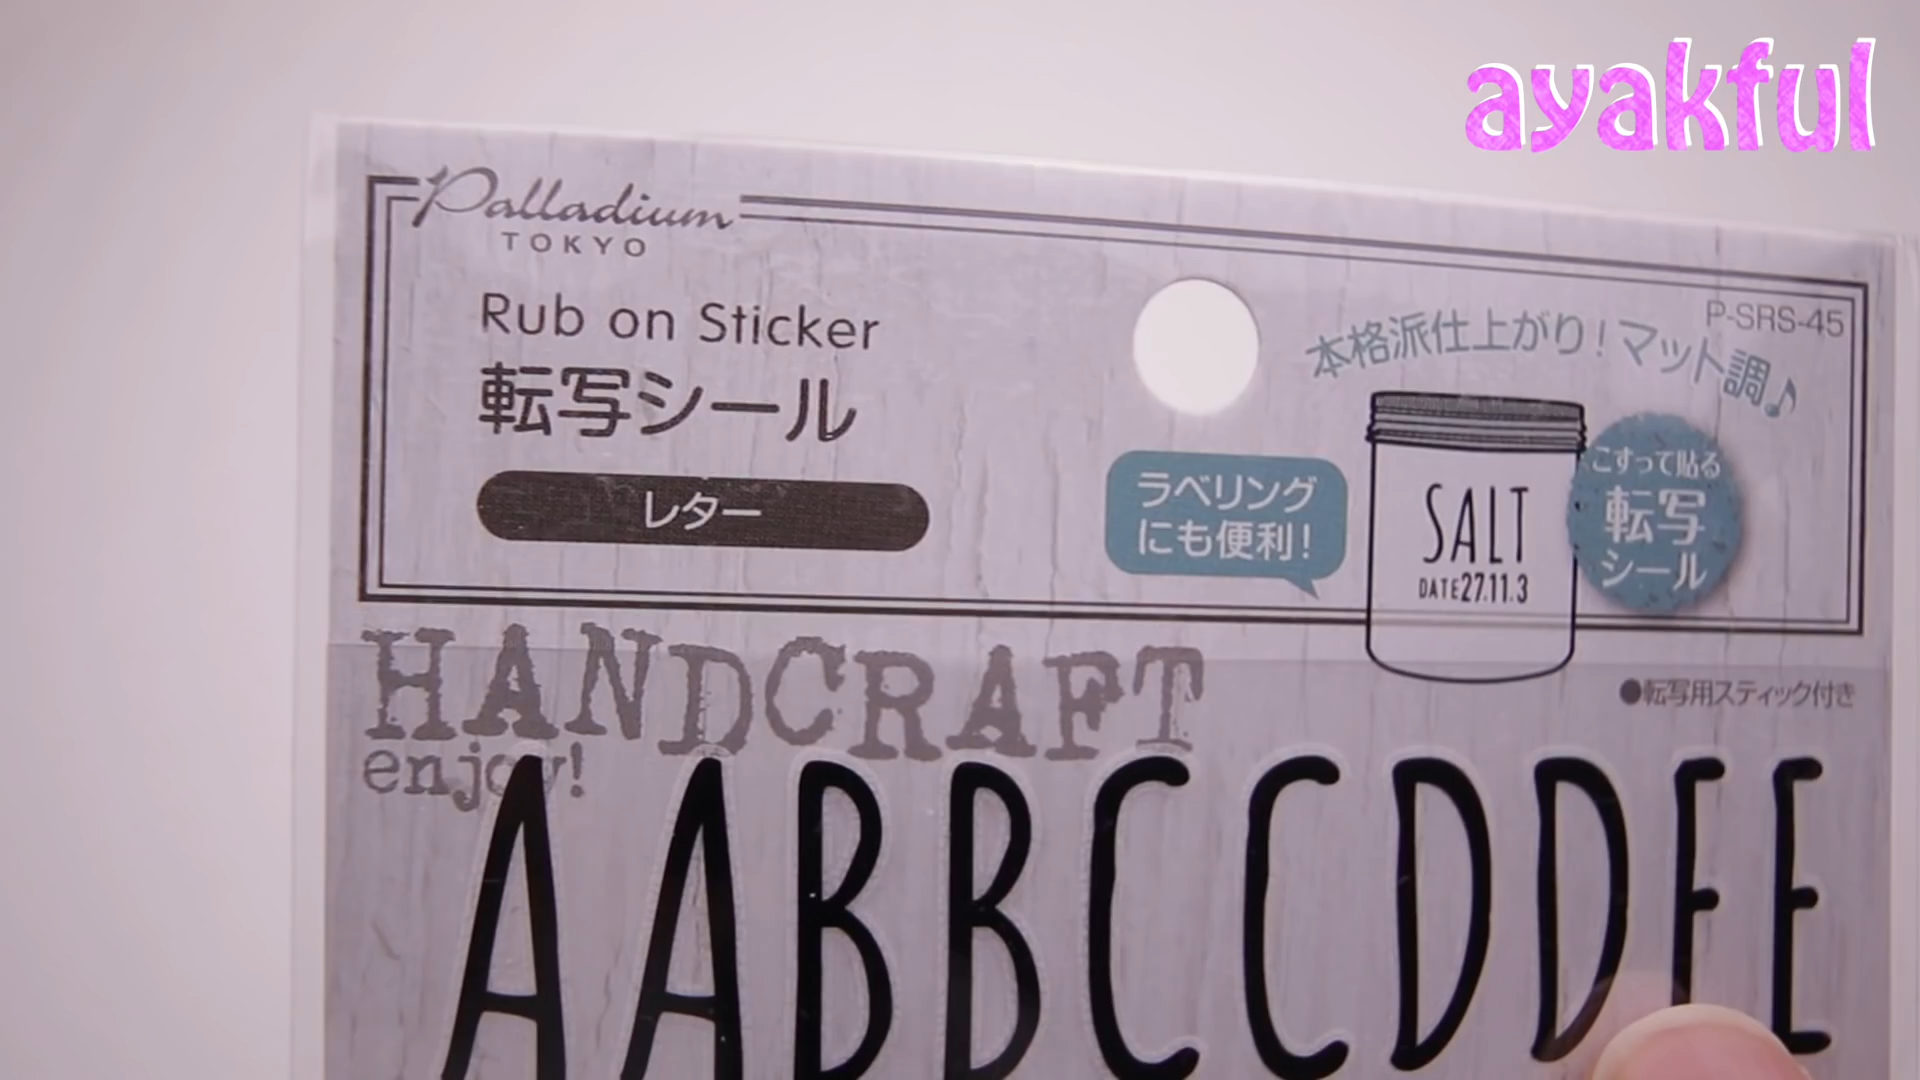 ayakful
Palladium
TOKYO
Rub on Sticker
転写シール
レター
P-SRS-45
本格派仕上がり!マット調♪
ラベリング
にも便利!
SALT
DATE27.11.3
こすって貼る
転写
シール
●転写用スティック付き
HANDCRAFT
enjoy!
AABBCCDDEE